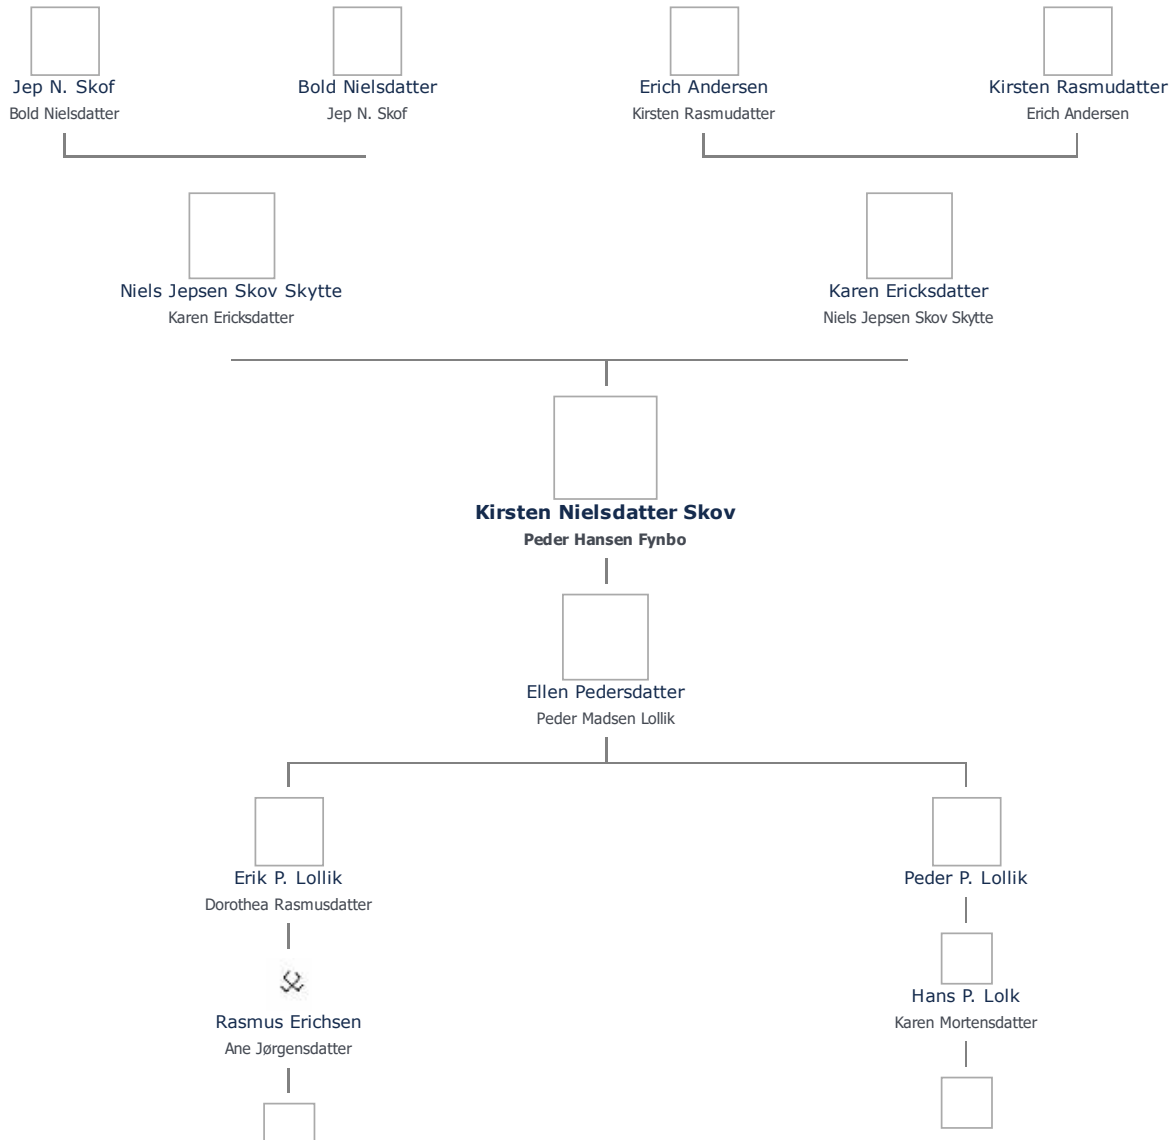 Jep N. Skof
Bold Nielsdatter
Bold Nielsdatter
Jep N. Skof
Erich Andersen
Kirsten Rasmudatter
Kirsten Rasmudatter
Erich Andersen
Niels Jepsen Skov Skytte
Karen Ericksdatter
Karen Ericksdatter
Niels Jepsen Skov Skytte
Kirsten Nielsdatter Skov
Peder Hansen Fynbo
Ellen Pedersdatter
Peder Madsen Lollik
Erik P. Lollik
Dorothea Rasmusdatter
Peder P. Lollik
Rasmus Erichsen
Ane Jørgensdatter
Hans P. Lolk
Karen Mortensdatter